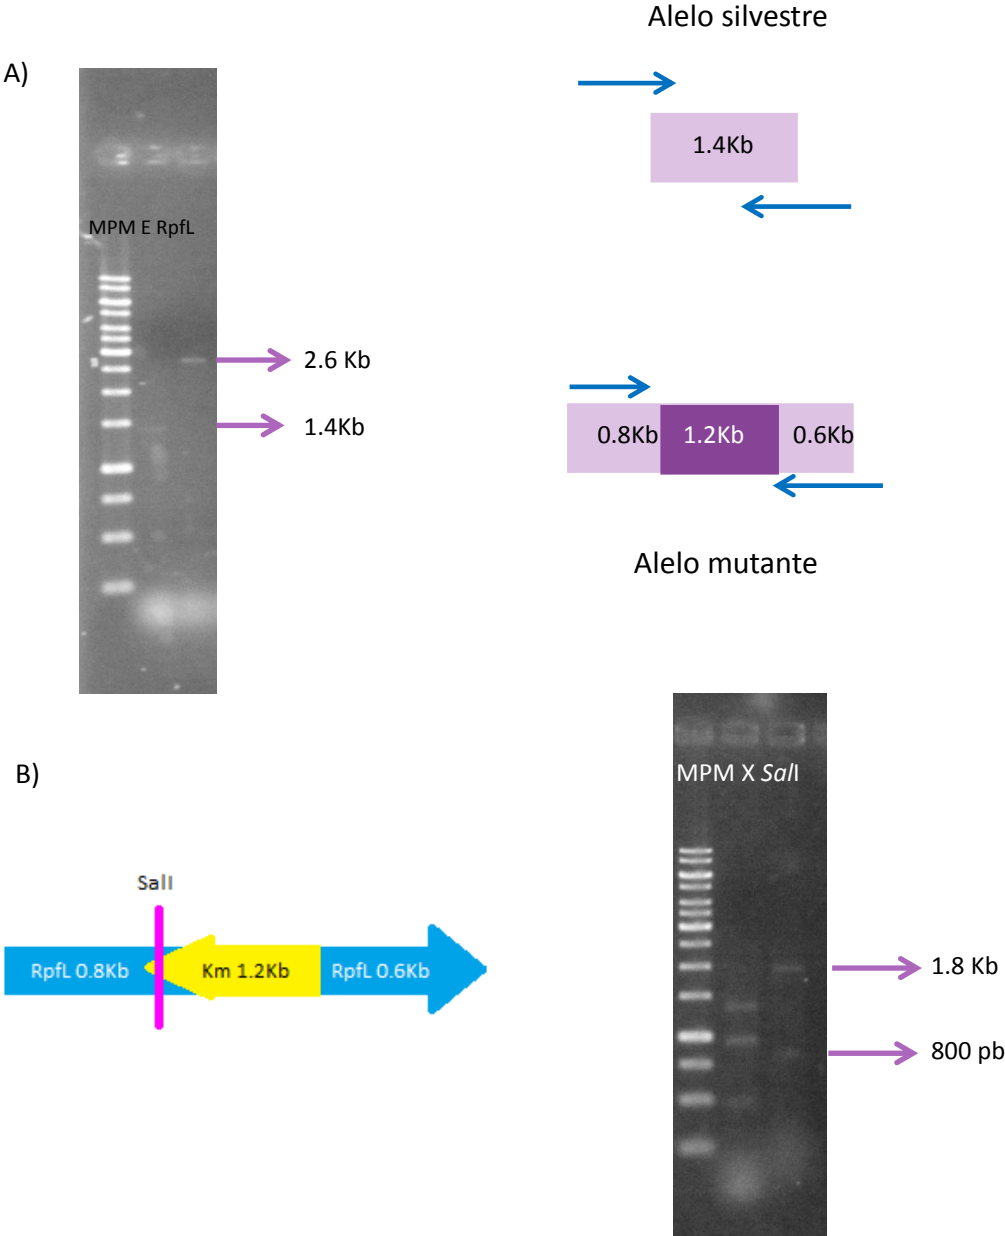 Alelo silvestre
A)
1.4Kb
MPM E RpfL
2.6 Kb
1.4Kb
0.8Kb 1.2Kb 0.6Kb
Alelo mutante
B)
MPM X SalI
SalI
RpfL 0.8Kb Km 1.2Kb RpfL 0.6Kb
1.8 Kb
800 pb